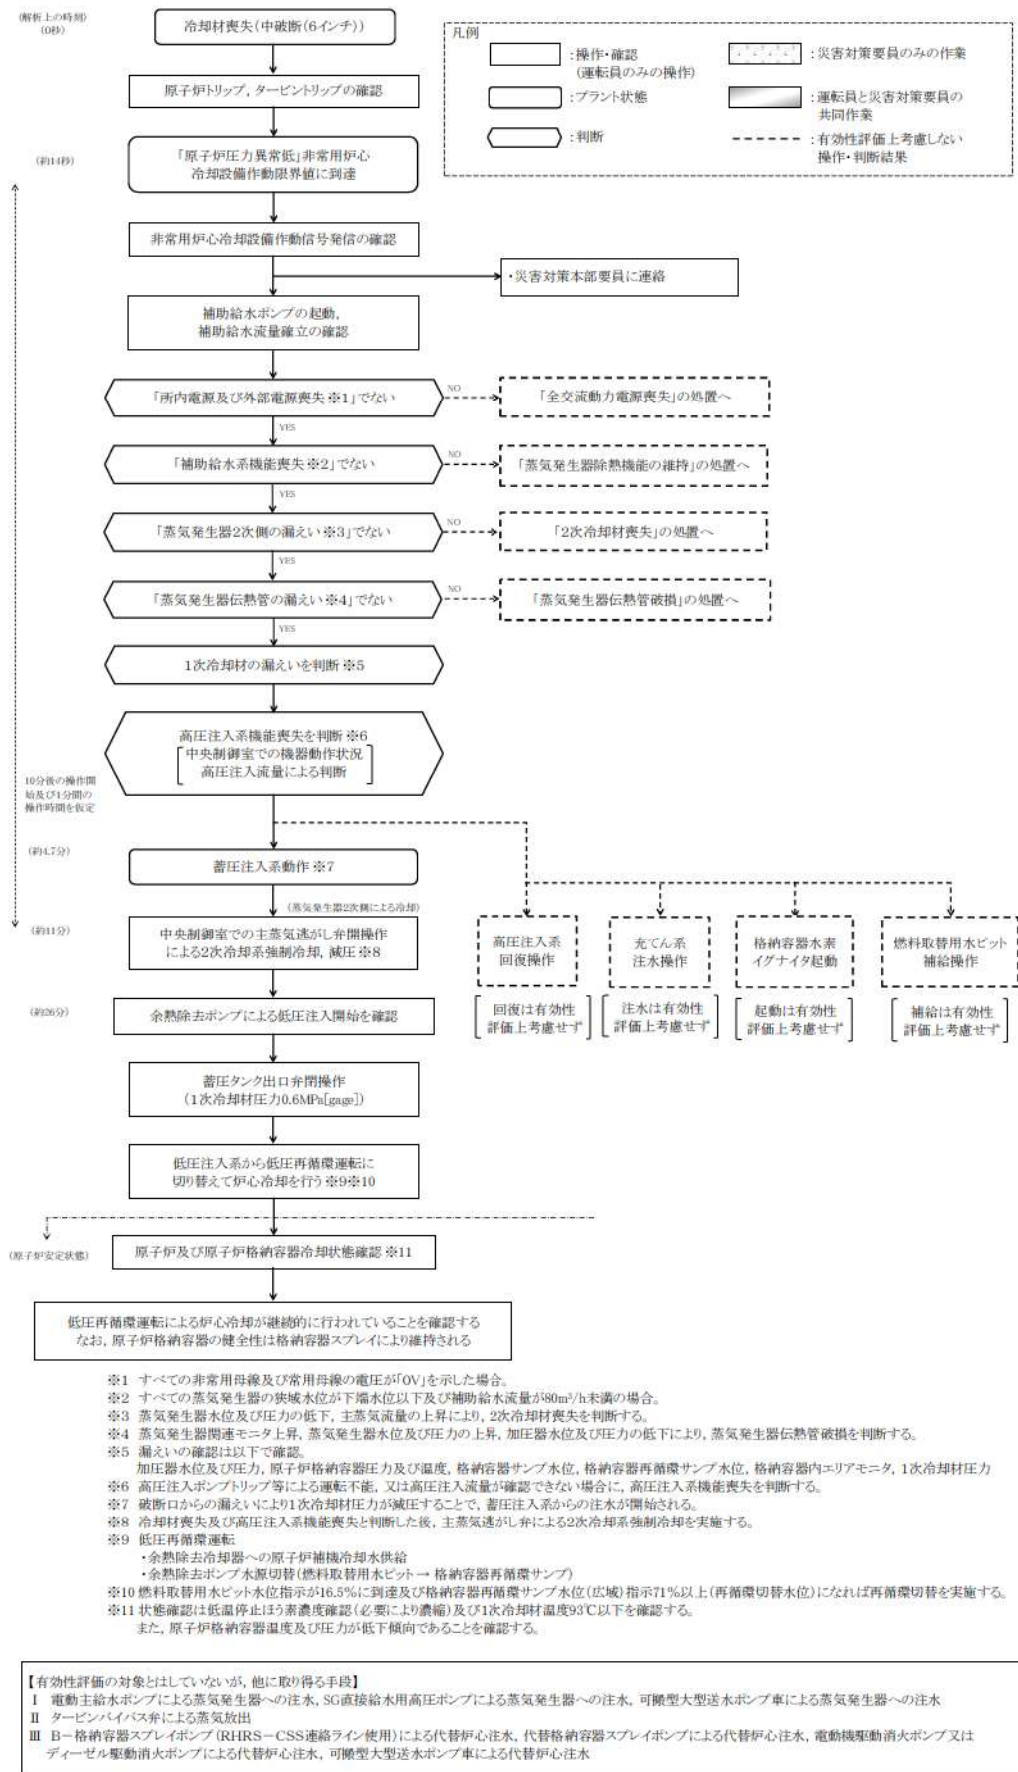 (解析上の時刻)
(0秒)
冷却材喪失(中破断(6インチ))
原子炉トリップ，タービントリップの確認
凡例
：操作・確認
(運転員のみの操作)
：プラント状態
：判断
：災害対策要員のみの作業
：運転員と災害対策要員の
共同作業
：有効性評価上考慮しない
操作・判断結果
(約14秒)
「原子炉圧力異常低」非常用炉心
冷却設備作動限界値に到達
非常用炉心冷却設備作動信号発信の確認
・災害対策本部要員に連絡
補助給水ポンプの起動，
補助給水流量確立の確認
「所内電源及び外部電源喪失※1」でない
NO
「全交流動力電源喪失」の処置へ
YES
「補助給水系機能喪失※2」でない
NO
「蒸気発生器除熱機能の維持」の処置へ
YES
「蒸気発生器2次側の漏えい※3」でない
NO
「2次冷却材喪失」の処置へ
YES
「蒸気発生器伝熱管の漏えい※4」でない
NO
「蒸気発生器伝熱管破損」の処置へ
YES
1次冷却材の漏えいを判断※5
高圧注入系機能喪失を判断※6
中央制御室での機器動作状況
高圧注入流量による判断
10分後の操作開
始及び1分間の
操作時間を仮定
(約4.7分)
蓄圧注入系動作※7
(蒸気発生器2次側による冷却)
(約11分)
中央制御室での主蒸気逃がし弁開操作
による2次冷却系強制冷却，減圧※8
高圧注入系
回復操作
充てん系
注水操作
格納容器水素
イグナイタ起動
燃料取替用水ピット
補給操作
回復は有効性
評価上考慮せず
注水は有効性
評価上考慮せず
起動は有効性
評価上考慮せず
補給は有効性
評価上考慮せず
(約26分)
余熱除去ポンプによる低圧注入開始を確認
蓄圧タンク出口弁閉操作
(1次冷却材圧力0.6MPa[gage])
低圧注入系から低圧再循環運転に
切り替えて炉心冷却を行う※9※10
(原子炉安定状態)
原子炉及び原子炉格納容器冷却状態確認※11
低圧再循環運転による炉心冷却が継続的に行われていることを確認する
なお，原子炉格納容器の健全性は格納容器スプレイにより維持される
※1 すべての非常用母線及び常用母線の電圧が「0V」を示した場合。
※2 すべての蒸気発生器の狭域水位が下端水位以下及び補助給水流量が80m³/h未満の場合。
※3 蒸気発生器水位及び圧力の低下，主蒸気流量の上昇により，2次冷却材喪失を判断する。
※4 蒸気発生器関連モニタ上昇，蒸気発生器水位及び圧力の上昇，加圧器水位及び圧力の低下により，蒸気発生器伝熱管破損を判断する。
※5 漏えいの確認は以下で確認。
加圧器水位及び圧力，原子炉格納容器圧力及び温度，格納容器サンプ水位，格納容器再循環サンプ水位，格納容器内エリアモニタ，1次冷却材圧力
※6 高圧注入ポンプトリップ等による運転不能，又は高圧注入流量が確認できない場合に，高圧注入系機能喪失を判断する。
※7 破断口からの漏えいにより1次冷却材圧力が減圧することで，蓄圧注入系からの注水が開始される。
※8 冷却材喪失及び高圧注入系機能喪失と判断した後，主蒸気逃がし弁による2次冷却系強制冷却を実施する。
※9 低圧再循環運転
・余熱除去冷却器への原子炉補機冷却水供給
・余熱除去ポンプ水源切替(燃料取替用水ピット→格納容器再循環サンプ)
※10 燃料取替用水ピット水位指示が16.5%に到達及び格納容器再循環サンプ水位(広域)指示71%以上(再循環切替水位)になれば再循環切替を実施する。
※11 状態確認は低温停止ほう素濃度確認(必要により濃縮)及び1次冷却材温度93℃以下を確認する。
また，原子炉格納容器温度及び圧力が低下傾向であることを確認する。
【有効性評価の対象とはしていないが，他に取り得る手段】
Ⅰ 電動主給水ポンプによる蒸気発生器への注水，SG直接給水用高圧ポンプによる蒸気発生器への注水，可搬型大型送水ポンプ車による蒸気発生器への注水
Ⅱ タービンバイパス弁による蒸気放出
Ⅲ B－格納容器スプレイポンプ(RHRS－CSS連絡ライン使用)による代替炉心注水，代替格納容器スプレイポンプによる代替炉心注水，電動機駆動消火ポンプ又は
ディーゼル駆動消火ポンプによる代替炉心注水，可搬型大型送水ポンプ車による代替炉心注水